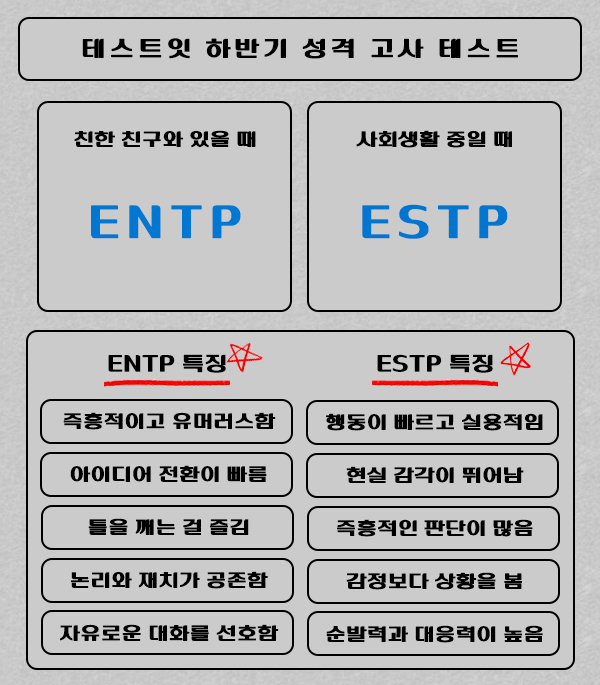 테스트잇 하반기 성격 고사 테스트
친한 친구와 있을 때
ENTP
사회생활 중일 때
ESTP
ENTP 특징
즉흥적이고 유머러스함
아이디어 전환이 빠름
틀을 깨는 걸 즐김
논리와 재치가 공존함
자유로운 대화를 선호함
ESTP 특징
행동이 빠르고 실용적임
현실 감각이 뛰어남
즉흥적인 판단이 많음
감정보다 상황을 봄
순발력과 대응력이 높음